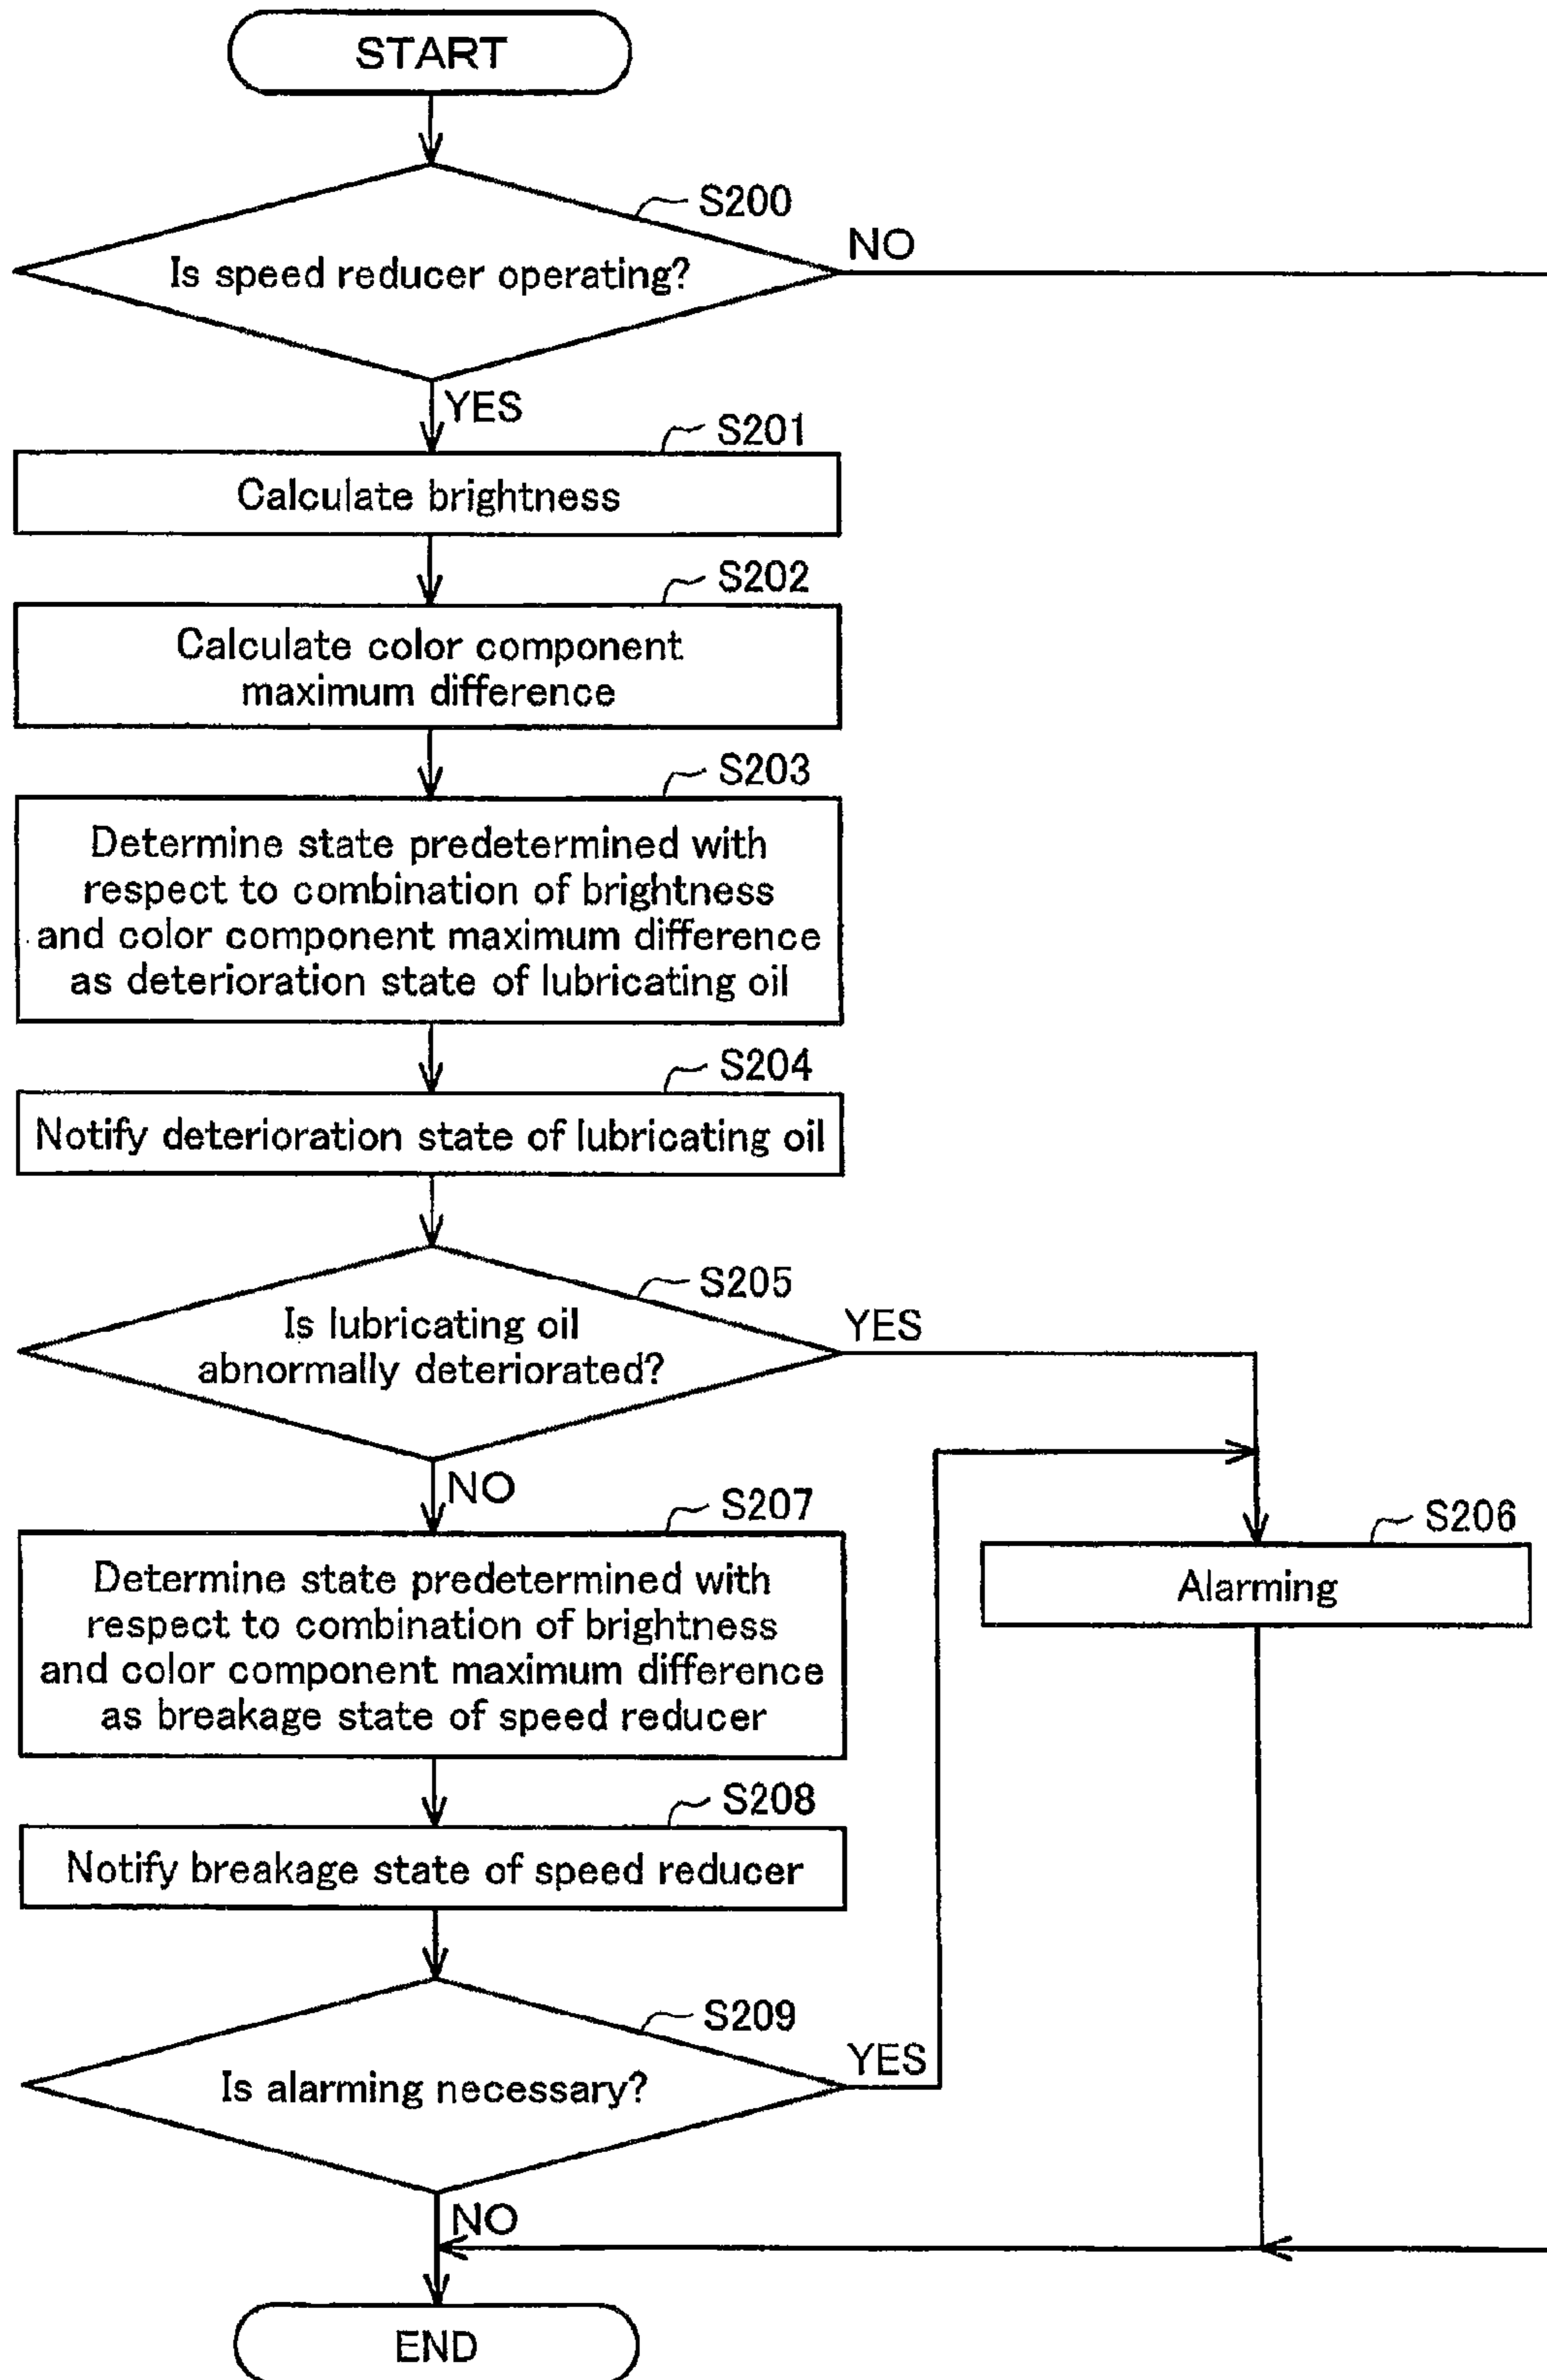 START
S200
Is speed reducer operating?
NO
YES
S201
Calculate brightness
S202
Calculate color component
maximum difference
S203
Determine state predetermined with
respect to combination of brightness
and color component maximum difference
as deterioration state of lubricating oil
S204
Notify deterioration state of lubricating oil
S205
Is lubricating oil
abnormally deteriorated?
YES
NO
S207
Determine state predetermined with
respect to combination of brightness
and color component maximum difference
as breakage state of speed reducer
S206
Alarming
S208
Notify breakage state of speed reducer
S209
Is alarming necessary?
YES
NO
END